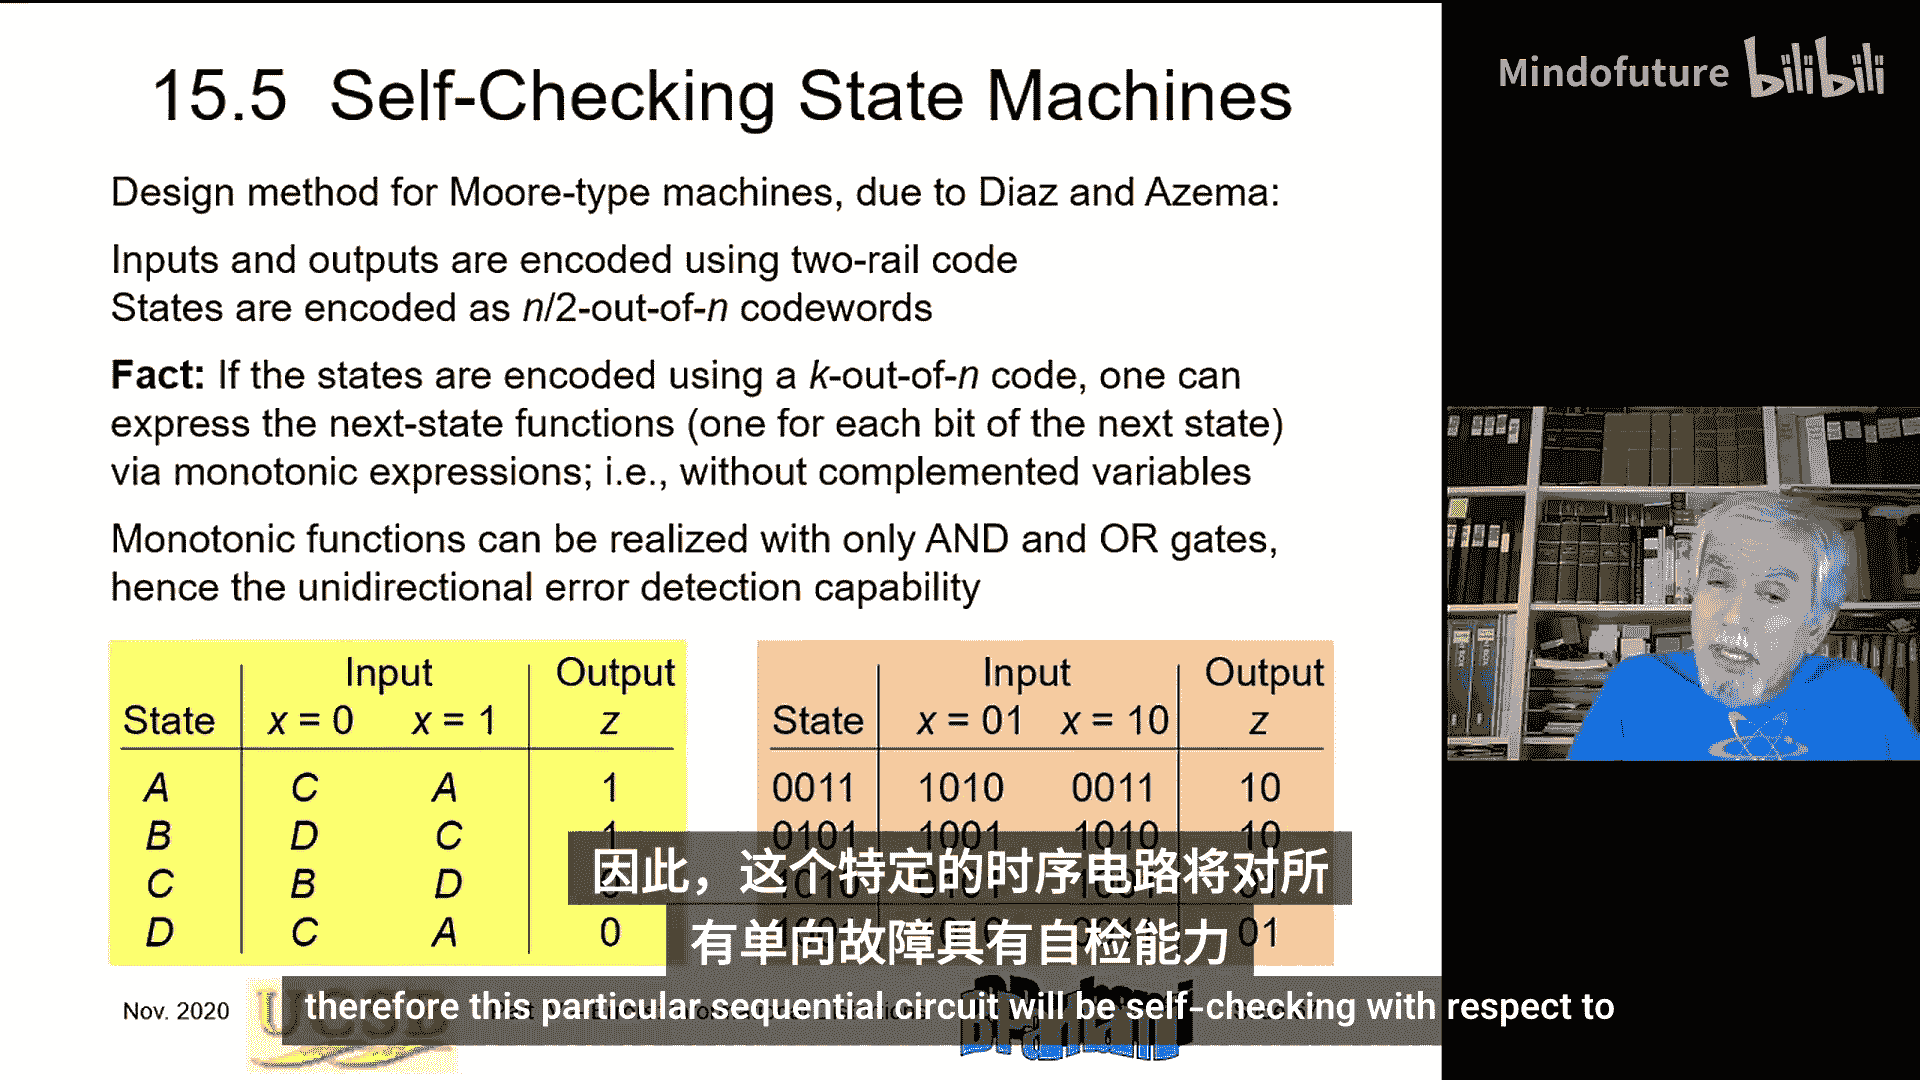 15.5 Self-Checking State Machines
Mindofuture bilibili
Design method for Moore-type machines, due to Diaz and Azema:
Inputs and outputs are encoded using two-rail code
States are encoded as n/2-out-of-n codewords
Fact: If the states are encoded using a k-out-of-n code, one can
express the next-state functions (one for each bit of the next state)
via monotonic expressions; i.e., without complemented variables
Monotonic functions can be realized with only AND and OR gates,
hence the unidirectional error detection capability
Input Output
State x = 0 x = 1 z
A C A 1
B D C 1
C B D
D C A 0
Input Output
State x = 01 x = 10 z
0011 1010 0011 10
0101 1001 1010 10
01
因此，这个特定的时序电路将对所
有单向故障具有自检能力
Nov. 2020
therefore this particular sequential circuit will be self-checking with respect to